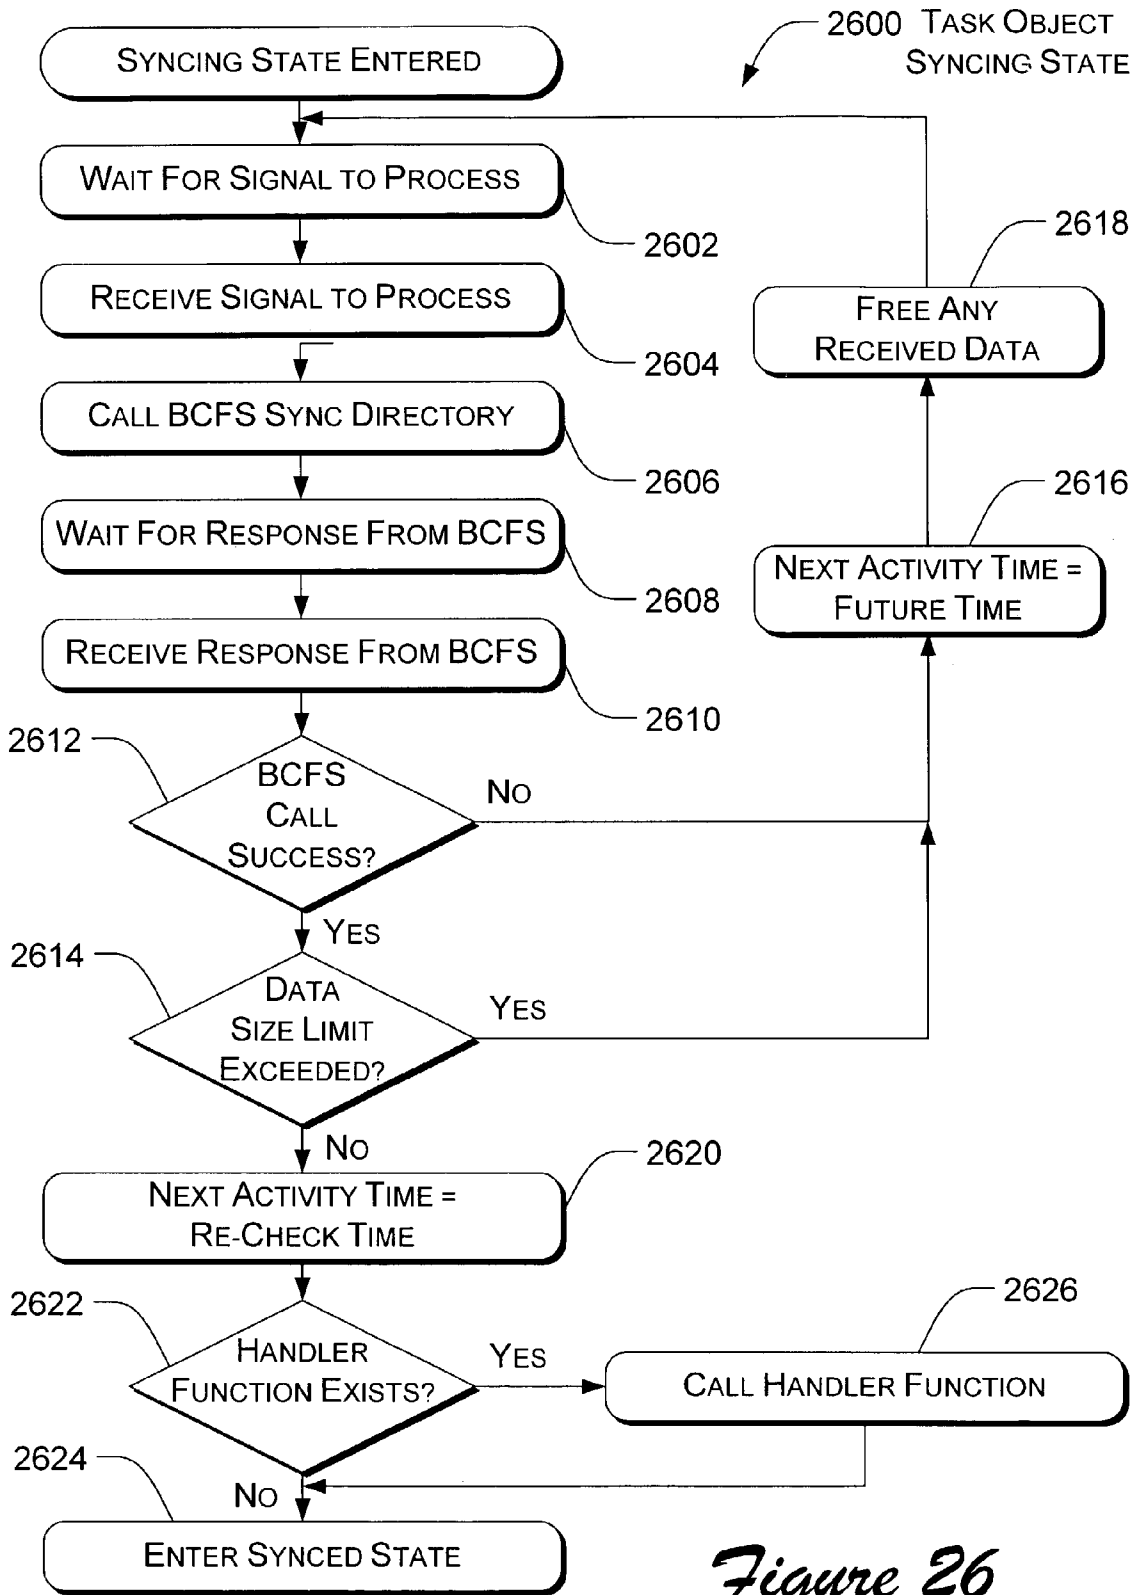 2600 TASK OBJECT
SYNCING STATE
SYNCING STATE ENTERED
WAIT FOR SIGNAL TO PROCESS
2602
2618
RECEIVE SIGNAL TO PROCESS
FREE ANY
RECEIVED DATA
2604
CALL BCFS SYNC DIRECTORY
2606
2616
WAIT FOR RESPONSE FROM BCFS
NEXT ACTIVITY TIME =
FUTURE TIME
2608
RECEIVE RESPONSE FROM BCFS
2610
2612
BCFS
CALL
SUCCESS?
NO
YES
2614
DATA
SIZE LIMIT
EXCEEDED?
YES
NO
2620
NEXT ACTIVITY TIME =
RE-CHECK TIME
2622
2626
HANDLER
FUNCTION EXISTS?
YES
CALL HANDLER FUNCTION
2624
NO
ENTER SYNCED STATE
Figure 26